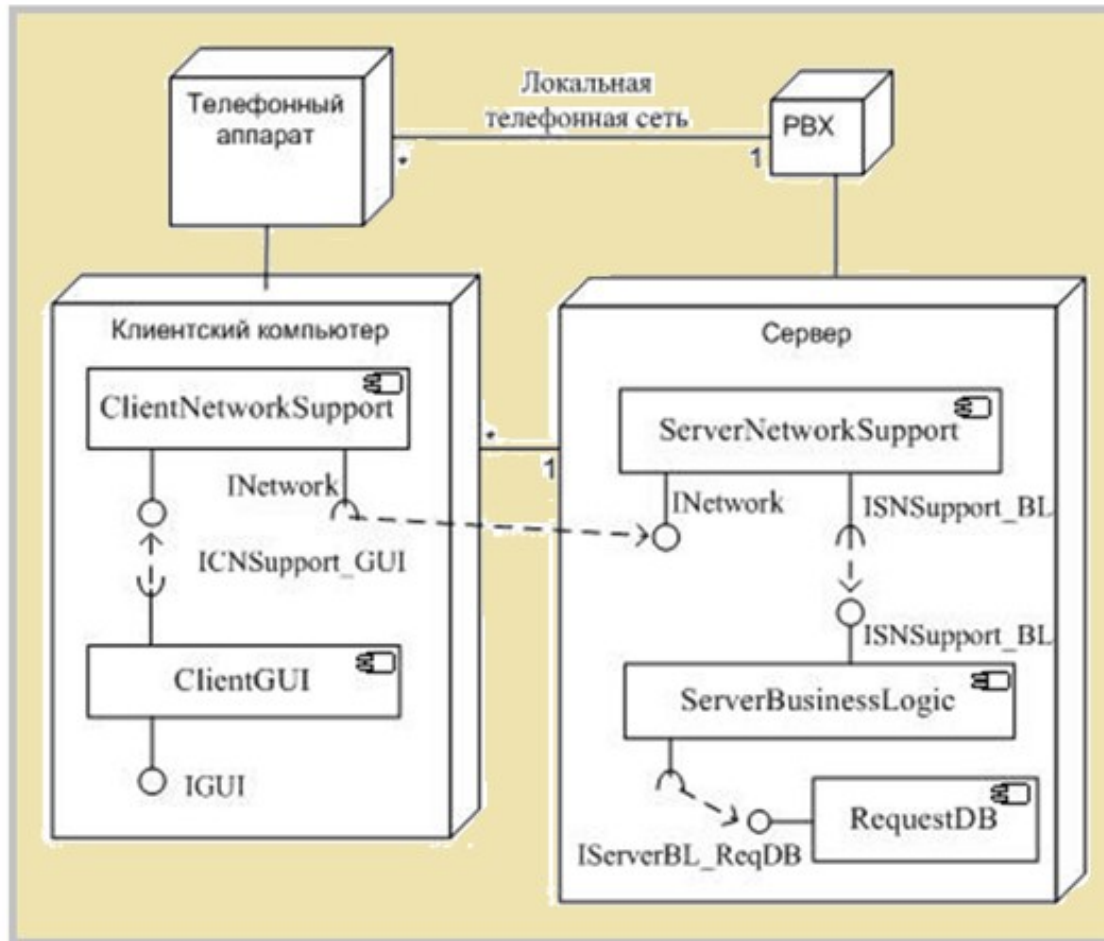 Телефонный
аппарат
Локальная
телефонная сеть
PBX
*
1
Клиентский компьютер
ClientNetworkSupport
INetwork
ICNSupport_GUI
ClientGUI
IGUI
*
1
Сервер
ServerNetworkSupport
INetwork
ISNSupport_BL
ISNSupport_BL
ServerBusinessLogic
RequestDB
IServerBL_ReqDB